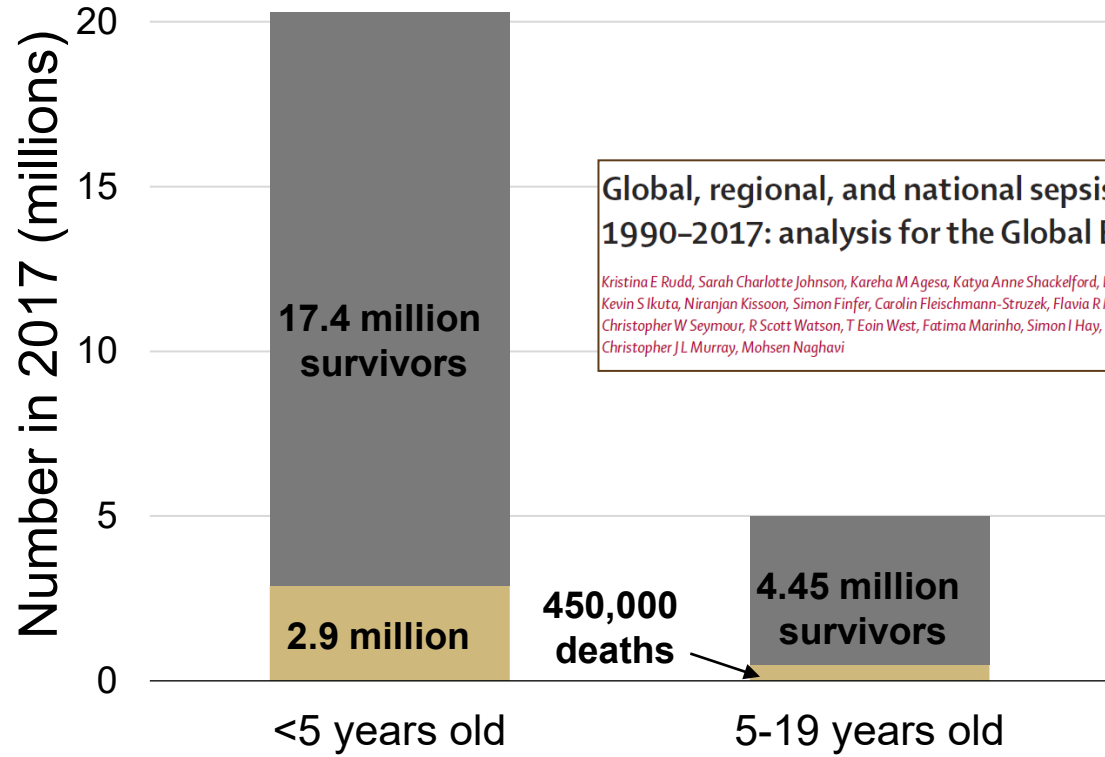 Number in 2017 (millions)
20
15
10
5
0
17.4 million
survivors
2.9 million
450,000
deaths
4.45 million
survivors
<5 years old
5-19 years old
Global, regional, and national sepsis
1990–2017: analysis for the Global
Kristina E Rudd, Sarah Charlotte Johnson, Kareha M Agesa, Katya Anne Shackelford,
Kevin S Ikuta, Niranjan Kissoon, Simon Finfer, Carolin Fleischmann-Struzek, Flavia R
Christopher W Seymour, R Scott Watson, T Eoin West, Fatima Marinho, Simon I Hay,
Christopher J L Murray, Mohsen Naghavi